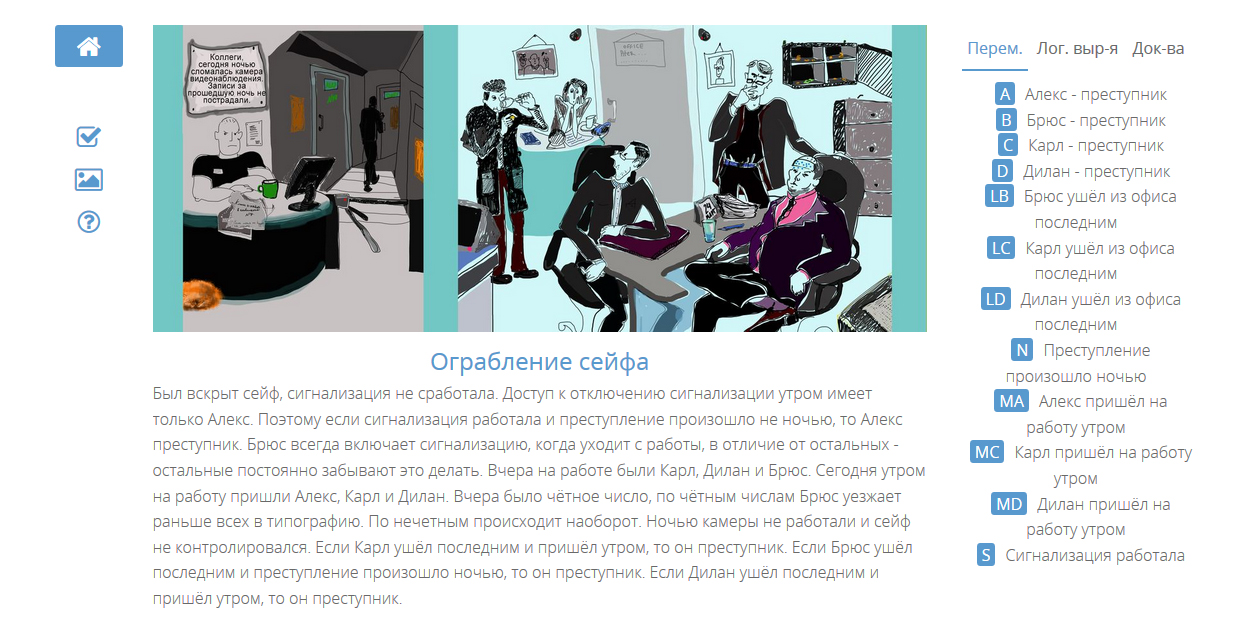 Коллеги,
сегодня ночью
сломалась камера
видеонаблюдения.
Записи за
прошедшую ночь не
пострадали.
OFFICE
Ограбление сейфа
Был вскрыт сейф, сигнализация не сработала. Доступ к отключению сигнализации утром имеет
только Алекс. Поэтому если сигнализация работала и преступление произошло не ночью, то Алекс
преступник. Брюс всегда включает сигнализацию, когда уходит с работы, в отличие от остальных -
остальные постоянно забывают это делать. Вчера на работе были Карл, Дилан и Брюс. Сегодня утром
на работу пришли Алекс, Карл и Дилан. Вчера было чётное число, по чётным числам Брюс уезжает
раньше всех в типографию. По нечетным происходит наоборот. Ночью камеры не работали и сейф
не контролировался. Если Карл ушёл последним и пришёл утром, то он преступник. Если Брюс ушёл
последним и преступление произошло ночью, то он преступник. Если Дилан ушёл последним и
пришёл утром, то он преступник.
Перем. Лог. выр-я Док-ва
A Алекс - преступник
B Брюс - преступник
C Карл - преступник
D Дилан - преступник
LB Брюс ушёл из офиса
последним
LC Карл ушёл из офиса
последним
LD Дилан ушёл из офиса
последним
N Преступление
произошло ночью
MA Алекс пришёл на
работу утром
MC Карл пришёл на работу
утром
MD Дилан пришёл на
работу утром
S Сигнализация работала